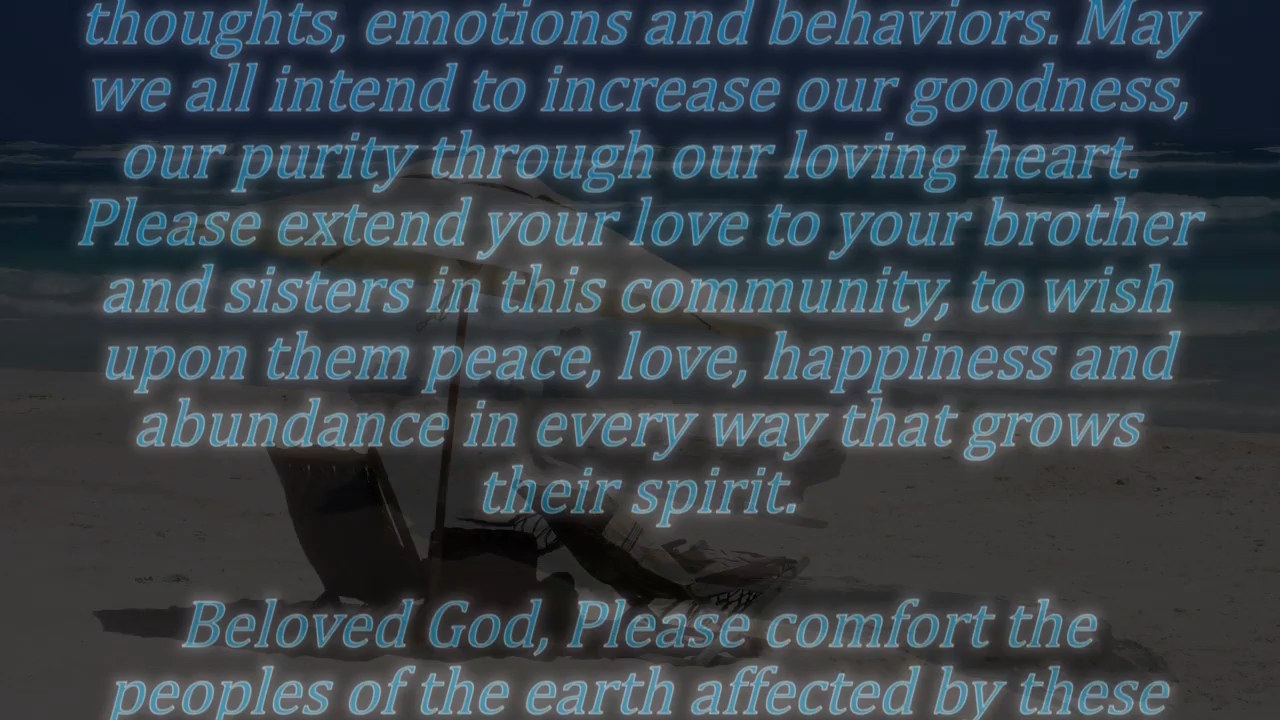 thoughts, emotions and behaviors. May
we all intend to increase our goodness,
our purity through our loving heart.
Please extend your love to your brother
and sisters in this community, to wish
upon them peace, love, happiness and
abundance in every way that grows
their spirit.
Beloved God, Please comfort the
peoples of the earth affected by these